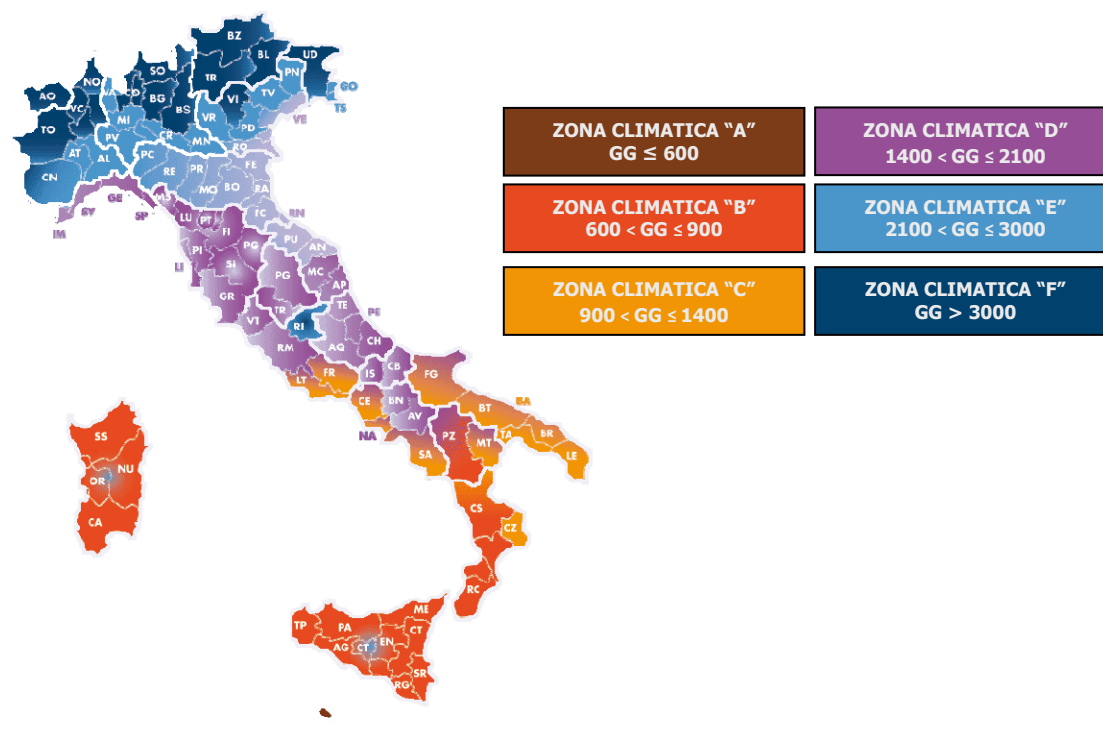 BZ
BL
UD
NO
SO
TR
PN
GO
AO
VA
CO
BG
VI
TV
TS
VC
BS
TO
MI
VR
PD
VE
PV
CR
MN
RO
AT
AL
PC
FE
CN
RE
PR
MO
BO
RA
GE
SV
SP
MS
FC
RN
IM
LU
PT
FI
PU
PI
PG
AN
LI
SI
PG
MC
GR
AP
TR
TE
PE
VT
RI
RM
AQ
CH
LT
FR
IS
CB
FG
CE
BN
BT
BA
AV
NA
PZ
MT
TA
BR
SA
LE
SS
NU
OR
CA
CS
CZ
RC
ME
TP
PA
CT
AG
CT
EN
SR
RG
ZONA CLIMATICA “A”
GG ≤ 600
ZONA CLIMATICA “D”
1400 < GG ≤ 2100
ZONA CLIMATICA “B”
600 < GG ≤ 900
ZONA CLIMATICA “E”
2100 < GG ≤ 3000
ZONA CLIMATICA “C”
900 < GG ≤ 1400
ZONA CLIMATICA “F”
GG > 3000